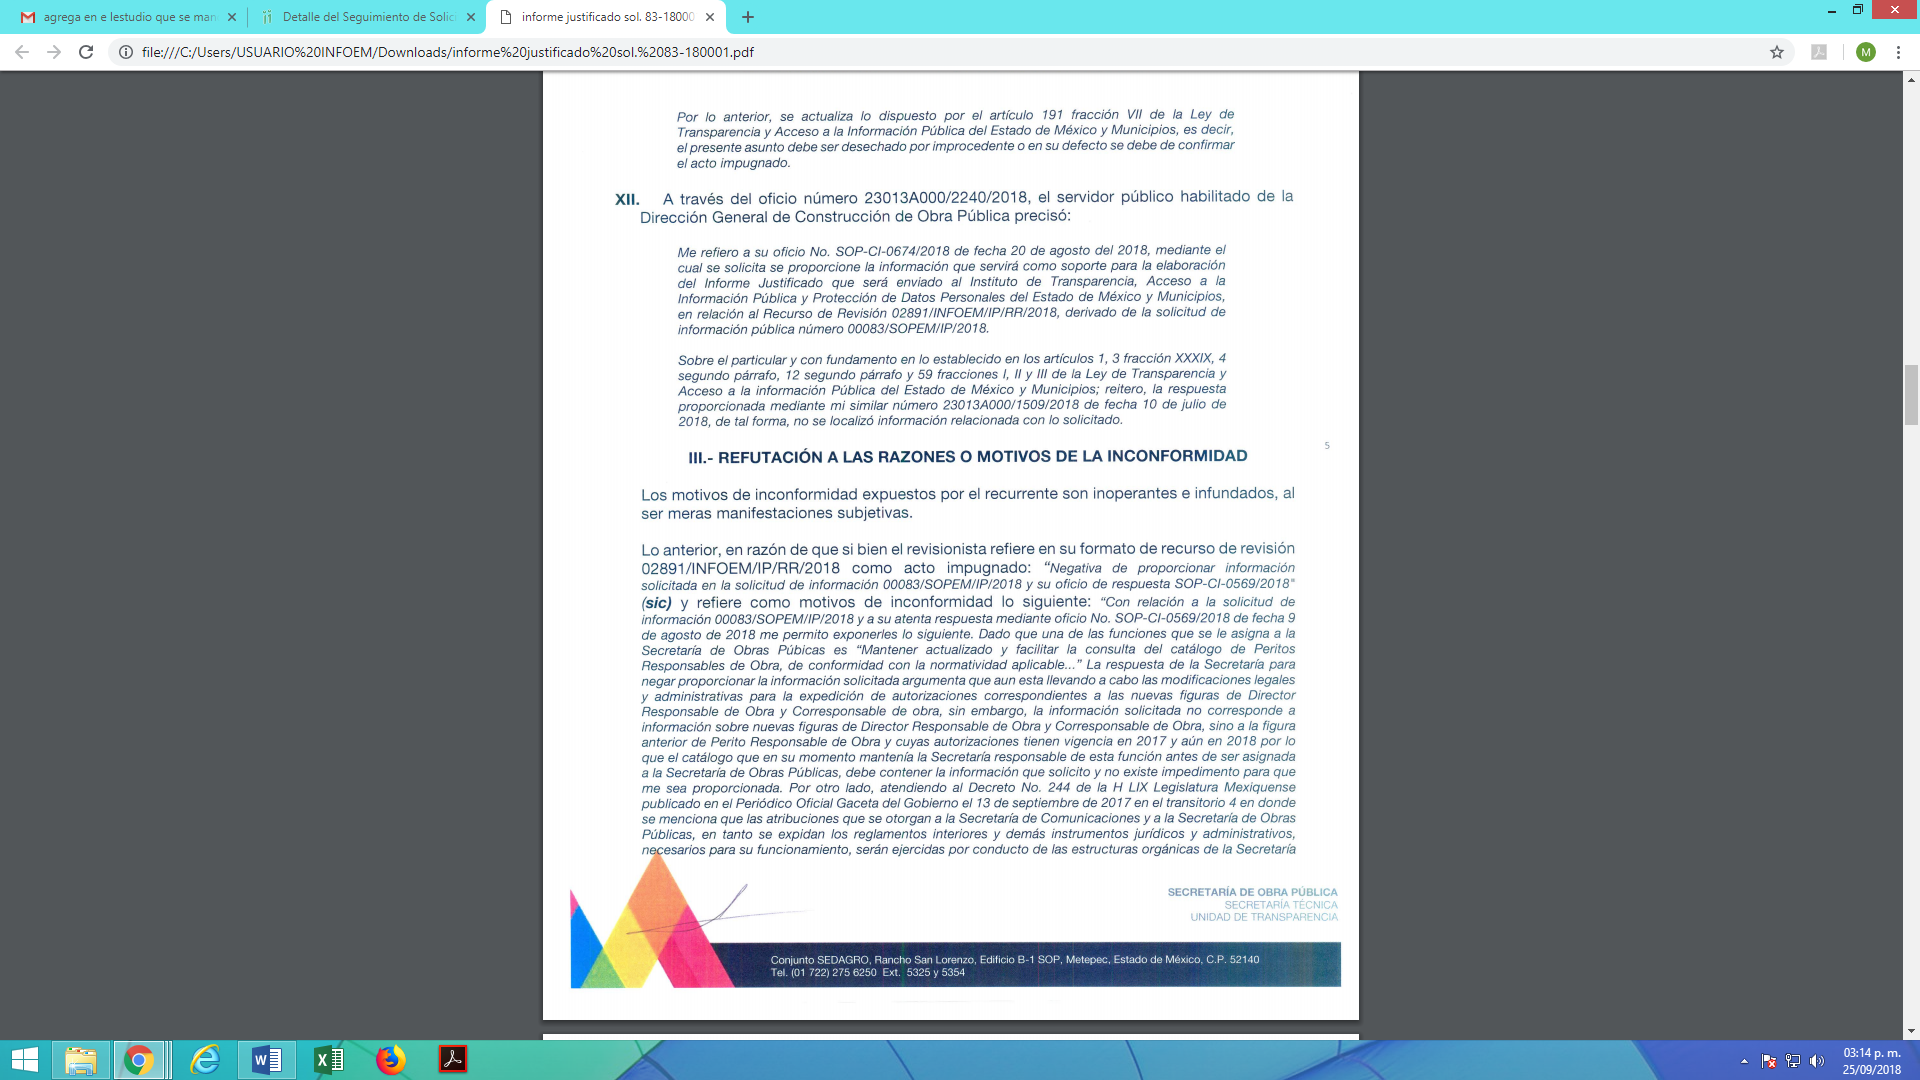 agrega en e lestudio que se man
Detalle del Seguimiento de Solic
informe justificado sol. 83-18000
file:///C:/Users/USUARIO%20INFOEM/Downloads/informe%20justificado%20sol.%2083-180001.pdf
M
Por lo anterior, se actualiza lo dispuesto por el artículo 191 fracción VII de la Ley de
Transparencia y Acceso a la Información Pública del Estado de México y Municipios, es decir,
el presente asunto debe ser desechado por improcedente o en su defecto se debe de confirmar
el acto impugnado.
XII. A través del oficio número 23013A000/2240/2018, el servidor público habilitado de la
Dirección General de Construcción de Obra Pública precisó:
Me refiero a su oficio No. SOP-CI-0674/2018 de fecha 20 de agosto del 2018, mediante el
cual se solicita se proporcione la información que servirá como soporte para la elaboración
del Informe Justificado que será enviado al Instituto de Transparencia, Acceso a la
Información Pública y Protección de Datos Personales del Estado de México y Municipios,
en relación al Recurso de Revisión 02891/INFOEM/IP/RR/2018, derivado de la solicitud de
información pública número 00083/SOPEM/IP/2018.
Sobre el particular y con fundamento en lo establecido en los artículos 1, 3 fracción XXXIX, 4
segundo párrafo, 12 segundo párrafo y 59 fracciones I, II y III de la Ley de Transparencia y
Acceso a la información Pública del Estado de México y Municipios; reitero, la respuesta
proporcionada mediante mi similar número 23013A000/1509/2018 de fecha 10 de julio de
2018, de tal forma, no se localizó información relacionada con lo solicitado.
5
III.- REFUTACIÓN A LAS RAZONES O MOTIVOS DE LA INCONFORMIDAD
Los motivos de inconformidad expuestos por el recurrente son inoperantes e infundados, al
ser meras manifestaciones subjetivas.
Lo anterior, en razón de que si bien el revisionista refiere en su formato de recurso de revisión
02891/INFOEM/IP/RR/2018 como acto impugnado: “Negativa de proporcionar información
solicitada en la solicitud de información 00083/SOPEM/IP/2018 y su oficio de respuesta SOP-CI-0569/2018"
(sic) y refiere como motivos de inconformidad lo siguiente: “Con relación a la solicitud de
información 00083/SOPEM/IP/2018 y a su atenta respuesta mediante oficio No. SOP-CI-0569/2018 de fecha 9
de agosto de 2018 me permito exponerles lo siguiente. Dado que una de las funciones que se le asigna a la
Secretaría de Obras Púbicas es “Mantener actualizado y facilitar la consulta del catálogo de Peritos
Responsables de Obra, de conformidad con la normatividad aplicable...” La respuesta de la Secretaría para
negar proporcionar la información solicitada argumenta que aun esta llevando a cabo las modificaciones legales
y administrativas para la expedición de autorizaciones correspondientes a las nuevas figuras de Director
Responsable de Obra y Corresponsable de obra, sin embargo, la información solicitada no corresponde a
información sobre nuevas figuras de Director Responsable de Obra y Corresponsable de Obra, sino a la figura
anterior de Perito Responsable de Obra y cuyas autorizaciones tienen vigencia en 2017 y aún en 2018 por lo
que el catálogo que en su momento mantenía la Secretaría responsable de esta función antes de ser asignada
a la Secretaría de Obras Públicas, debe contener la información que solicito y no existe impedimento para que
me sea proporcionada. Por otro lado, atendiendo al Decreto No. 244 de la H LIX Legislatura Mexiquense
publicado en el Periódico Oficial Gaceta del Gobierno el 13 de septiembre de 2017 en el transitorio 4 en donde
se menciona que las atribuciones que se otorgan a la Secretaría de Comunicaciones y a la Secretaría de Obras
Públicas, en tanto se expidan los reglamentos interiores y demás instrumentos jurídicos y administrativos,
necesarios para su funcionamiento, serán ejercidas por conducto de las estructuras orgánicas de la Secretaría
SECRETARÍA DE OBRA PÚBLICA
SECRETARÍA TÉCNICA
UNIDAD DE TRANSPARENCIA
Conjunto SEDAGRO, Rancho San Lorenzo, Edificio B-1 SOP, Metepec, Estado de México, C.P. 52140
Tel. (01 722) 275 6250 Ext. 5325 y 5354
03:14 p. m.
25/09/2018